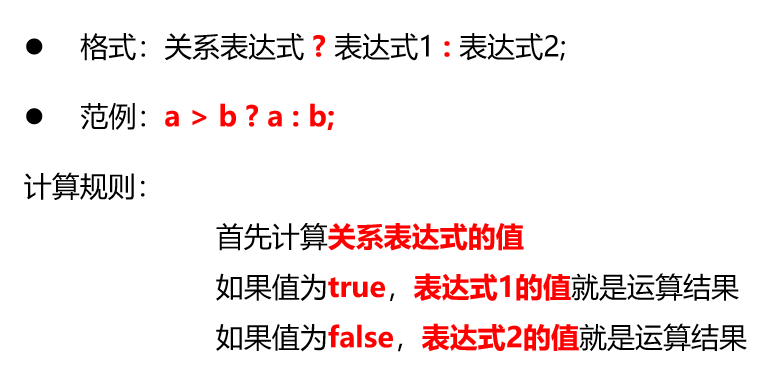 ● 格式：关系表达式 ? 表达式1 : 表达式2;
● 范例：a > b ? a : b;
计算规则：
首先计算关系表达式的值
如果值为true，表达式1的值就是运算结果
如果值为false，表达式2的值就是运算结果